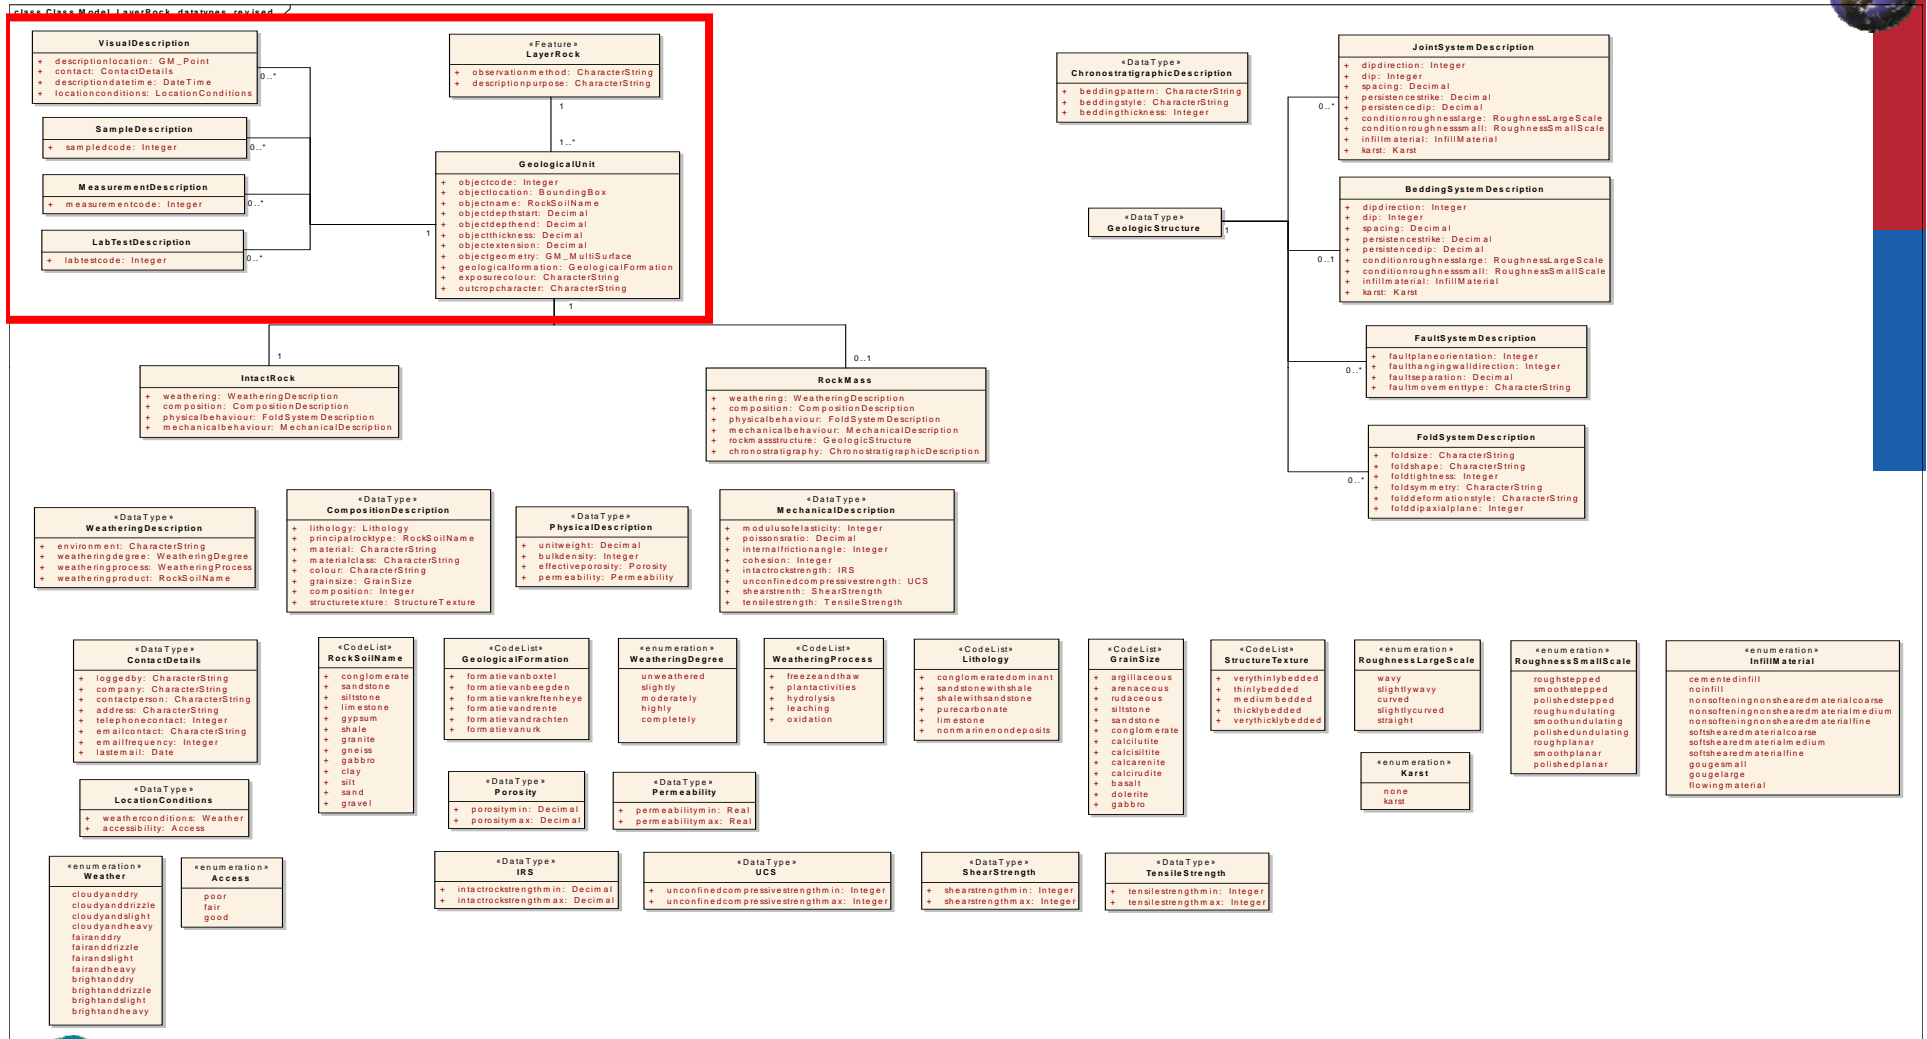 class Class Model_LayerRock_datatypes_revised
VisualDescription
+ descriptionlocation: GM_Point
+ contact: ContactDetails
+ descriptiondatetime: DateTime
+ locationconditions: LocationConditions
0..*
SampleDescription
+ sampledcode: Integer
0..*
MeasurementDescription
+ measurementcode: Integer
0..*
LabTestDescription
+ labtestcode: Integer
0..*
«Feature»
LayerRock
+ observationmethod: CharacterString
+ descriptionpurpose: CharacterString
1
1..*
GeologicalUnit
+ objectcode: Integer
+ objectlocation: BoundingBox
+ objectname: RockSoilName
+ objectdepthstart: Decimal
+ objectdepthend: Decimal
+ objectthickness: Decimal
+ objectextension: Decimal
+ objectgeometry: GM_MultiSurface
+ geologicalformation: GeologicalFormation
+ exposurecolour: CharacterString
+ outcropcharacter: CharacterString
1
1
1
0..1
IntactRock
+ weathering: WeatheringDescription
+ composition: CompositionDescription
+ physicalbehaviour: FoldSystemDescription
+ mechanicalbehaviour: MechanicalDescription
RockMass
+ weathering: WeatheringDescription
+ composition: CompositionDescription
+ physicalbehaviour: FoldSystemDescription
+ mechanicalbehaviour: MechanicalDescription
+ rockmassstructure: GeologicStructure
+ chronostratigraphy: ChronostratigraphicDescription
«DataType»
ChronostratigraphicDescription
+ beddingpattern: CharacterString
+ beddingstyle: CharacterString
+ beddingthickness: Integer
«DataType»
GeologicStructure
1
0..*
JointSystemDescription
+ dipdirection: Integer
+ dip: Integer
+ spacing: Decimal
+ persistencestrike: Decimal
+ persistencedip: Decimal
+ conditionroughnesslarge: RoughnessLargeScale
+ conditionroughnesssmall: RoughnessSmallScale
+ infillmaterial: InfillMaterial
+ karst: Karst
0..1
BeddingSystemDescription
+ dipdirection: Integer
+ dip: Integer
+ spacing: Decimal
+ persistencestrike: Decimal
+ persistencedip: Decimal
+ conditionroughnesslarge: RoughnessLargeScale
+ conditionroughnesssmall: RoughnessSmallScale
+ infillmaterial: InfillMaterial
+ karst: Karst
0..*
FaultSystemDescription
+ faultplaneorientation: Integer
+ faulthangingwalldirection: Integer
+ faultseparation: Decimal
+ faultmovementtype: CharacterString
0..*
FoldSystemDescription
+ foldsize: CharacterString
+ foldshape: CharacterString
+ foldtightness: Integer
+ foldsymmetry: CharacterString
+ folddeformationstyle: CharacterString
+ folddipaxialplane: Integer
«DataType»
WeatheringDescription
+ environment: CharacterString
+ weatheringdegree: WeatheringDegree
+ weatheringprocess: WeatheringProcess
+ weatheringproduct: RockSoilName
«DataType»
CompositionDescription
+ lithology: Lithology
+ principalrocktype: RockSoilName
+ material: CharacterString
+ materialclass: CharacterString
+ colour: CharacterString
+ grainsize: GrainSize
+ composition: Integer
+ structuretexture: StructureTexture
«DataType»
PhysicalDescription
+ unitweight: Decimal
+ bulkdensity: Integer
+ effectiveporosity: Porosity
+ permeability: Permeability
«DataType»
MechanicalDescription
+ modulusofelasticity: Integer
+ poissonsratio: Decimal
+ internalfrictionangle: Integer
+ cohesion: Integer
+ intactrockstrength: IRS
+ unconfinedcompressivestrength: UCS
+ shearstrenth: ShearStrength
+ tensilestrength: TensileStrength
«DataType»
ContactDetails
+ loggedby: CharacterString
+ company: CharacterString
+ contactperson: CharacterString
+ address: CharacterString
+ telephonecontact: Integer
+ emailcontact: CharacterString
+ emailfrequency: Integer
+ lastemail: Date
«CodeList»
RockSoilName
+ conglomerate
+ sandstone
+ siltstone
+ limestone
+ gypsum
+ shale
+ granite
+ gneiss
+ gabbro
+ clay
+ silt
+ sand
+ gravel
«CodeList»
GeologicalFormation
+ formatievanboxtel
+ formatievanbeegden
+ formatievankreftenheye
+ formatievandrente
+ formatievandrachten
+ formatievanurk
«enumeration»
WeatheringDegree
unweathered
slightly
moderately
highly
completely
«CodeList»
WeatheringProcess
+ freezeandthaw
+ plantactivities
+ hydrolysis
+ leaching
+ oxidation
«CodeList»
Lithology
+ conglomeratedominant
+ sandstonewithshale
+ shalewithsandstone
+ purecarbonate
+ limestone
+ nonmarinenondeposits
«CodeList»
GrainSize
+ argillaceous
+ arenaceous
+ rudaceous
+ siltstone
+ sandstone
+ conglomerate
+ calcilutite
+ calcisiltite
+ calcarenite
+ calcirudite
+ basalt
+ dolerite
+ gabbro
«CodeList»
StructureTexture
+ verythinlybedded
+ thinlybedded
+ mediumbedded
+ thicklybedded
+ verythicklybedded
«enumeration»
RoughnessLargeScale
wavy
slightlywavy
curved
slightlycurved
straight
«enumeration»
RoughnessSmallScale
roughstepped
smoothstepped
polishedstepped
roughundulating
smoothundulating
polishedundulating
roughplanar
smoothplanar
polishedplanar
«enumeration»
InfillMaterial
cementedinfill
noinfill
nonsofteningnonshearedmaterialcoarse
nonsofteningnonshearedmaterialmedium
nonsofteningnonshearedmaterialfine
softshearedmaterialcoarse
softshearedmaterialmedium
softshearedmaterialfine
gougesmall
gougelarge
flowingmaterial
«enumeration»
Karst
none
karst
«DataType»
LocationConditions
+ weatherconditions: Weather
+ accessibility: Access
«DataType»
Porosity
+ porositymin: Decimal
+ porositymax: Decimal
«DataType»
Permeability
+ permeabilitymin: Real
+ permeabilitymax: Real
«enumeration»
Weather
cloudyanddry
cloudyanddrizzle
cloudyandslight
cloudyandheavy
fairanddry
fairanddrizzle
fairandslight
fairandheavy
brightanddry
brightanddrizzle
brightandslight
brightandheavy
«enumeration»
Access
poor
fair
good
«DataType»
IRS
+ intactrockstrengthmin: Decimal
+ intactrockstrengthmax: Decimal
«DataType»
UCS
+ unconfinedcompressivestrengthmin: Integer
+ unconfinedcompressivestrengthmax: Integer
«DataType»
ShearStrength
+ shearstrengthmin: Integer
+ shearstrengthmax: Integer
«DataType»
TensileStrength
+ tensilestrengthmin: Integer
+ tensilestrengthmax: Integer